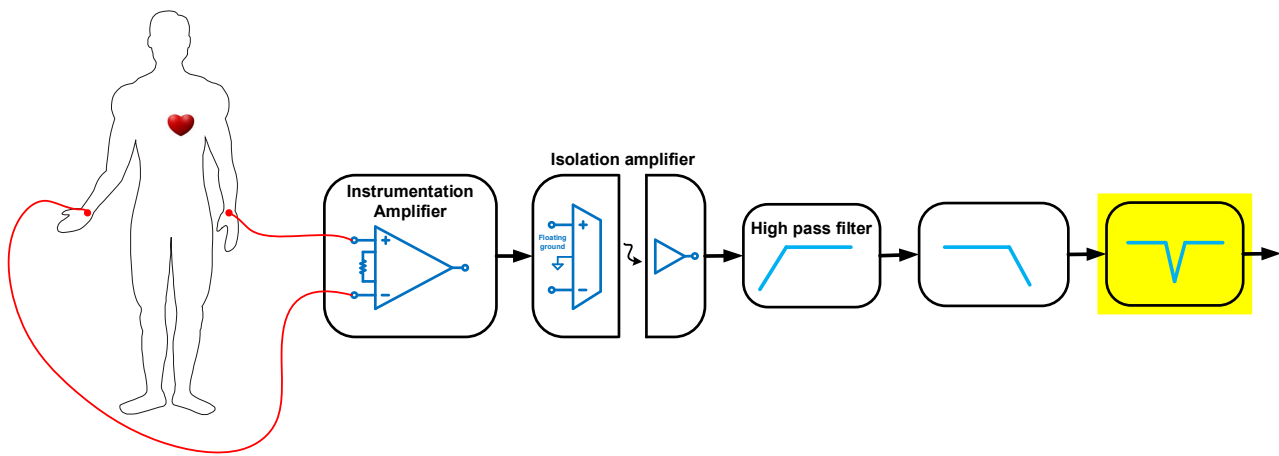 Instrumentation
Amplifier
+
−
Isolation amplifier
+
Floating
ground
−
High pass filter